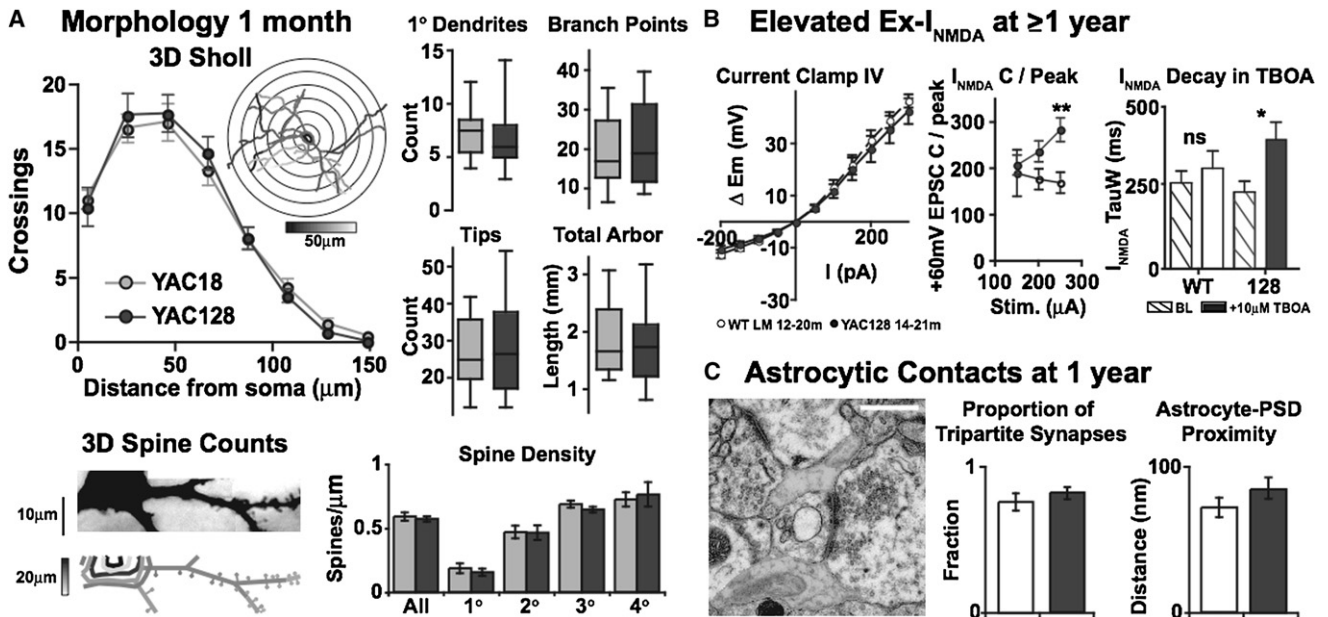 A Morphology 1 month
3D Sholl
20
15
10
5
0
Crossings
50μm
YAC18
YAC128
0 50 100 150
Distance from soma (μm)
1° Dendrites
15
10
5
0
Count
Branch Points
40
30
20
10
Tips
50
40
30
20
Count
Total Arbor
3
2
1
Length (mm)
3D Spine Counts
10μm
20μm
Spine Density
1
0.5
0
Spines/μm
All 1° 2° 3° 4°
B Elevated Ex-I_NMDA at ≥1 year
Current Clamp IV
Δ Em (mV)
30
10
-10
-30
-200 200
I (pA)
WT LM 12-20m YAC128 14-21m
I_NMDA C / Peak
**
+60mV EPSC C / peak
300
200
100
0
100 200 300
Stim. (μA)
I_NMDA Decay in TBOA
I_NMDA TauW (ms)
500
250
0
ns
*
WT 128
BL +10μM TBOA
C Astrocytic Contacts at 1 year
Proportion of
Tripartite Synapses
1
0
Fraction
Astrocyte-PSD
Proximity
100
0
Distance (nm)